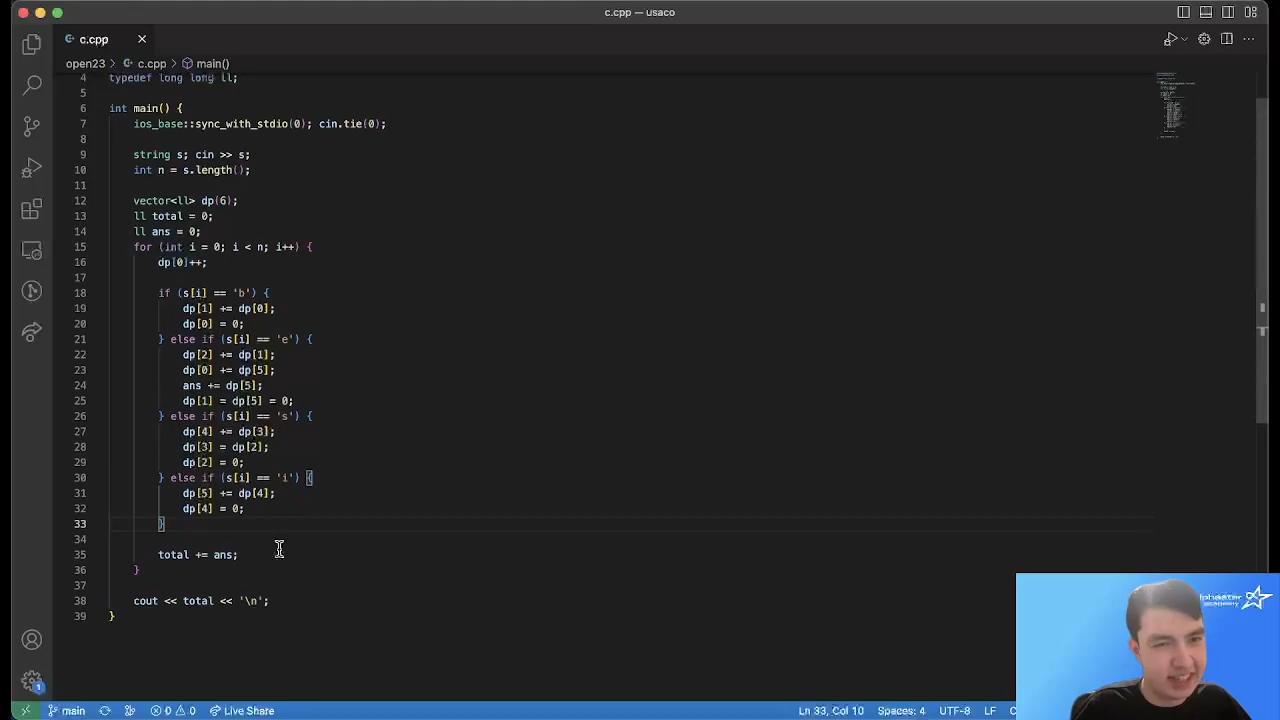 c.cpp — usaco
c.cpp
open23 > c.cpp > main()
4 typedef long long ll;
5
6 int main() {
7 ios_base::sync_with_stdio(0); cin.tie(0);
8
9 string s; cin >> s;
10 int n = s.length();
11
12 vector<ll> dp(6);
13 ll total = 0;
14 ll ans = 0;
15 for (int i = 0; i < n; i++) {
16 dp[0]++;
17
18 if (s[i] == 'b') {
19 dp[1] += dp[0];
20 dp[0] = 0;
21 } else if (s[i] == 'e') {
22 dp[2] += dp[1];
23 dp[0] += dp[5];
24 ans += dp[5];
25 dp[1] = dp[5] = 0;
26 } else if (s[i] == 's') {
27 dp[4] += dp[3];
28 dp[3] = dp[2];
29 dp[2] = 0;
30 } else if (s[i] == 'i') {
31 dp[5] += dp[4];
32 dp[4] = 0;
33 }
34
35 total += ans;
36 }
37
38 cout << total << '\n';
39 }
academy
1
main 0 0 Live Share Ln 33, Col 10 Spaces: 4 UTF-8 LF